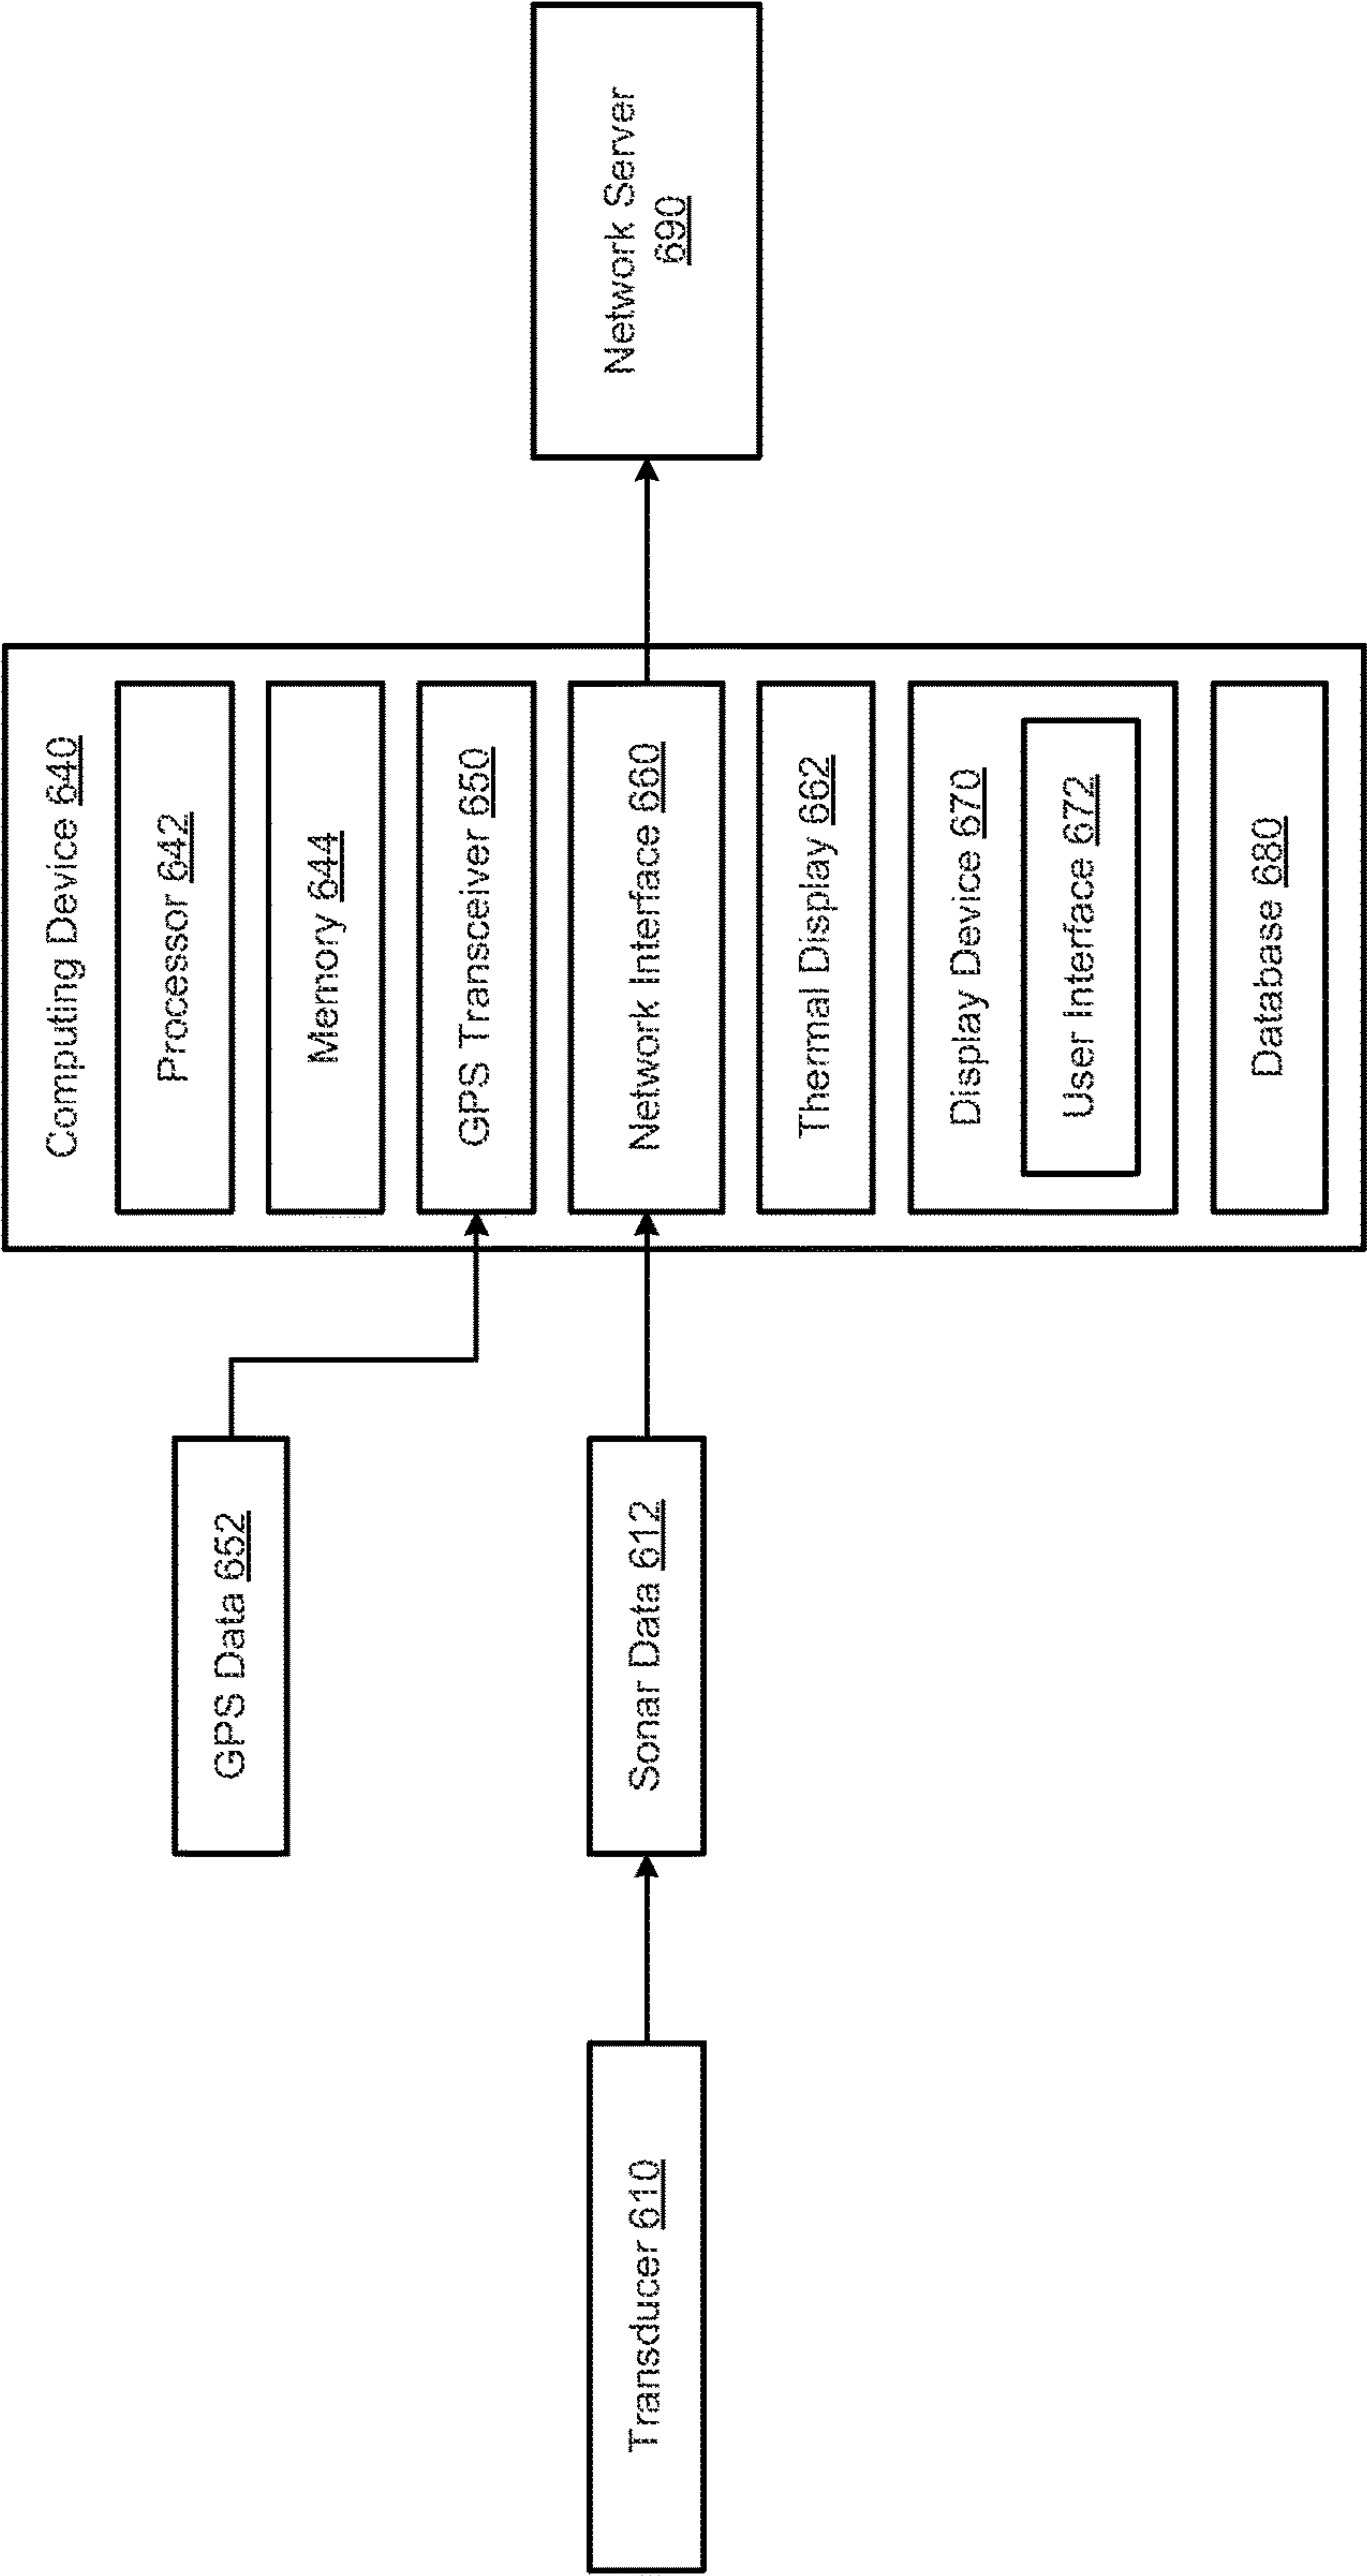 Transducer 610
GPS Data 652
Sonar Data 612
Computing Device 640
Processor 642
Memory 644
GPS Transceiver 650
Network Interface 660
Thermal Display 662
Display Device 670
User Interface 672
Database 680
Network Server
690